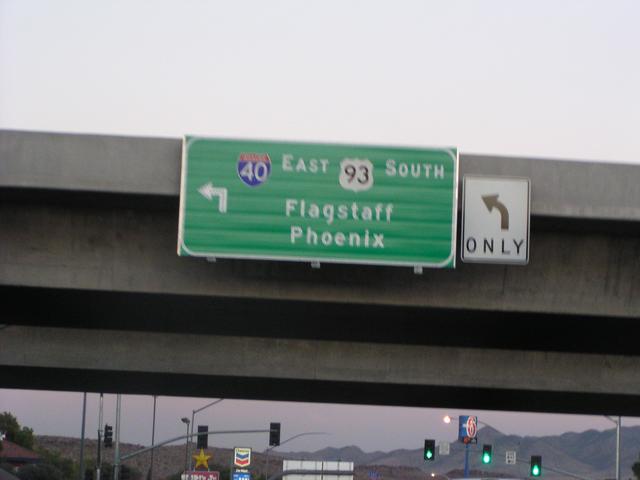 40 EAST 93 SOUTH
Flagstaff
Phoenix
ONLY